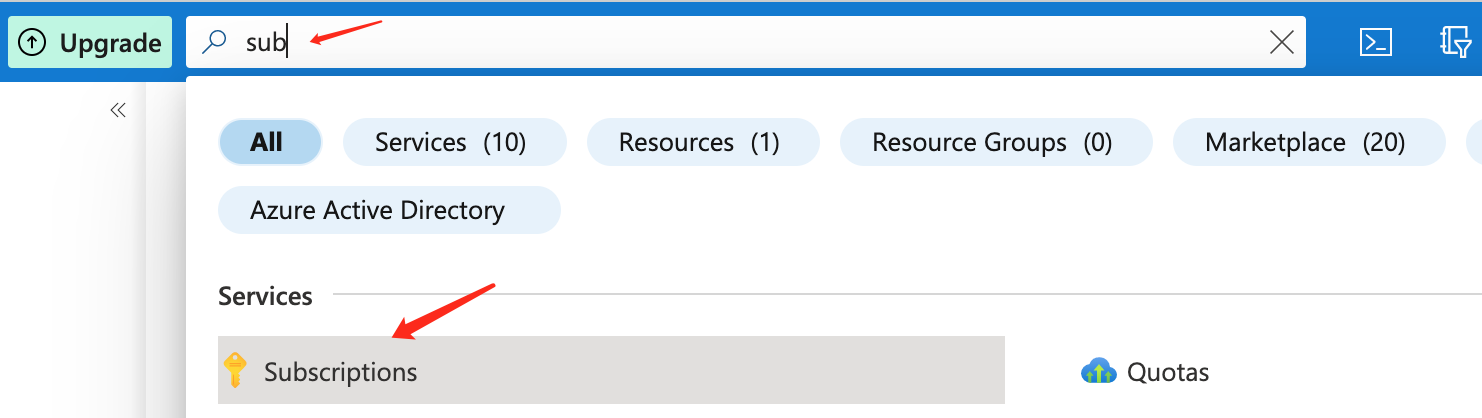 Upgrade
sub
All
Services (10)
Resources (1)
Resource Groups (0)
Marketplace (20)
Azure Active Directory
Services
Subscriptions
Quotas